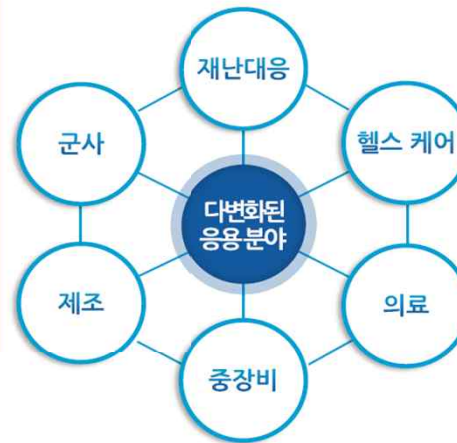 재난대응
군사
헬스 케어
다변화된
응용 분야
제조
의료
중장비